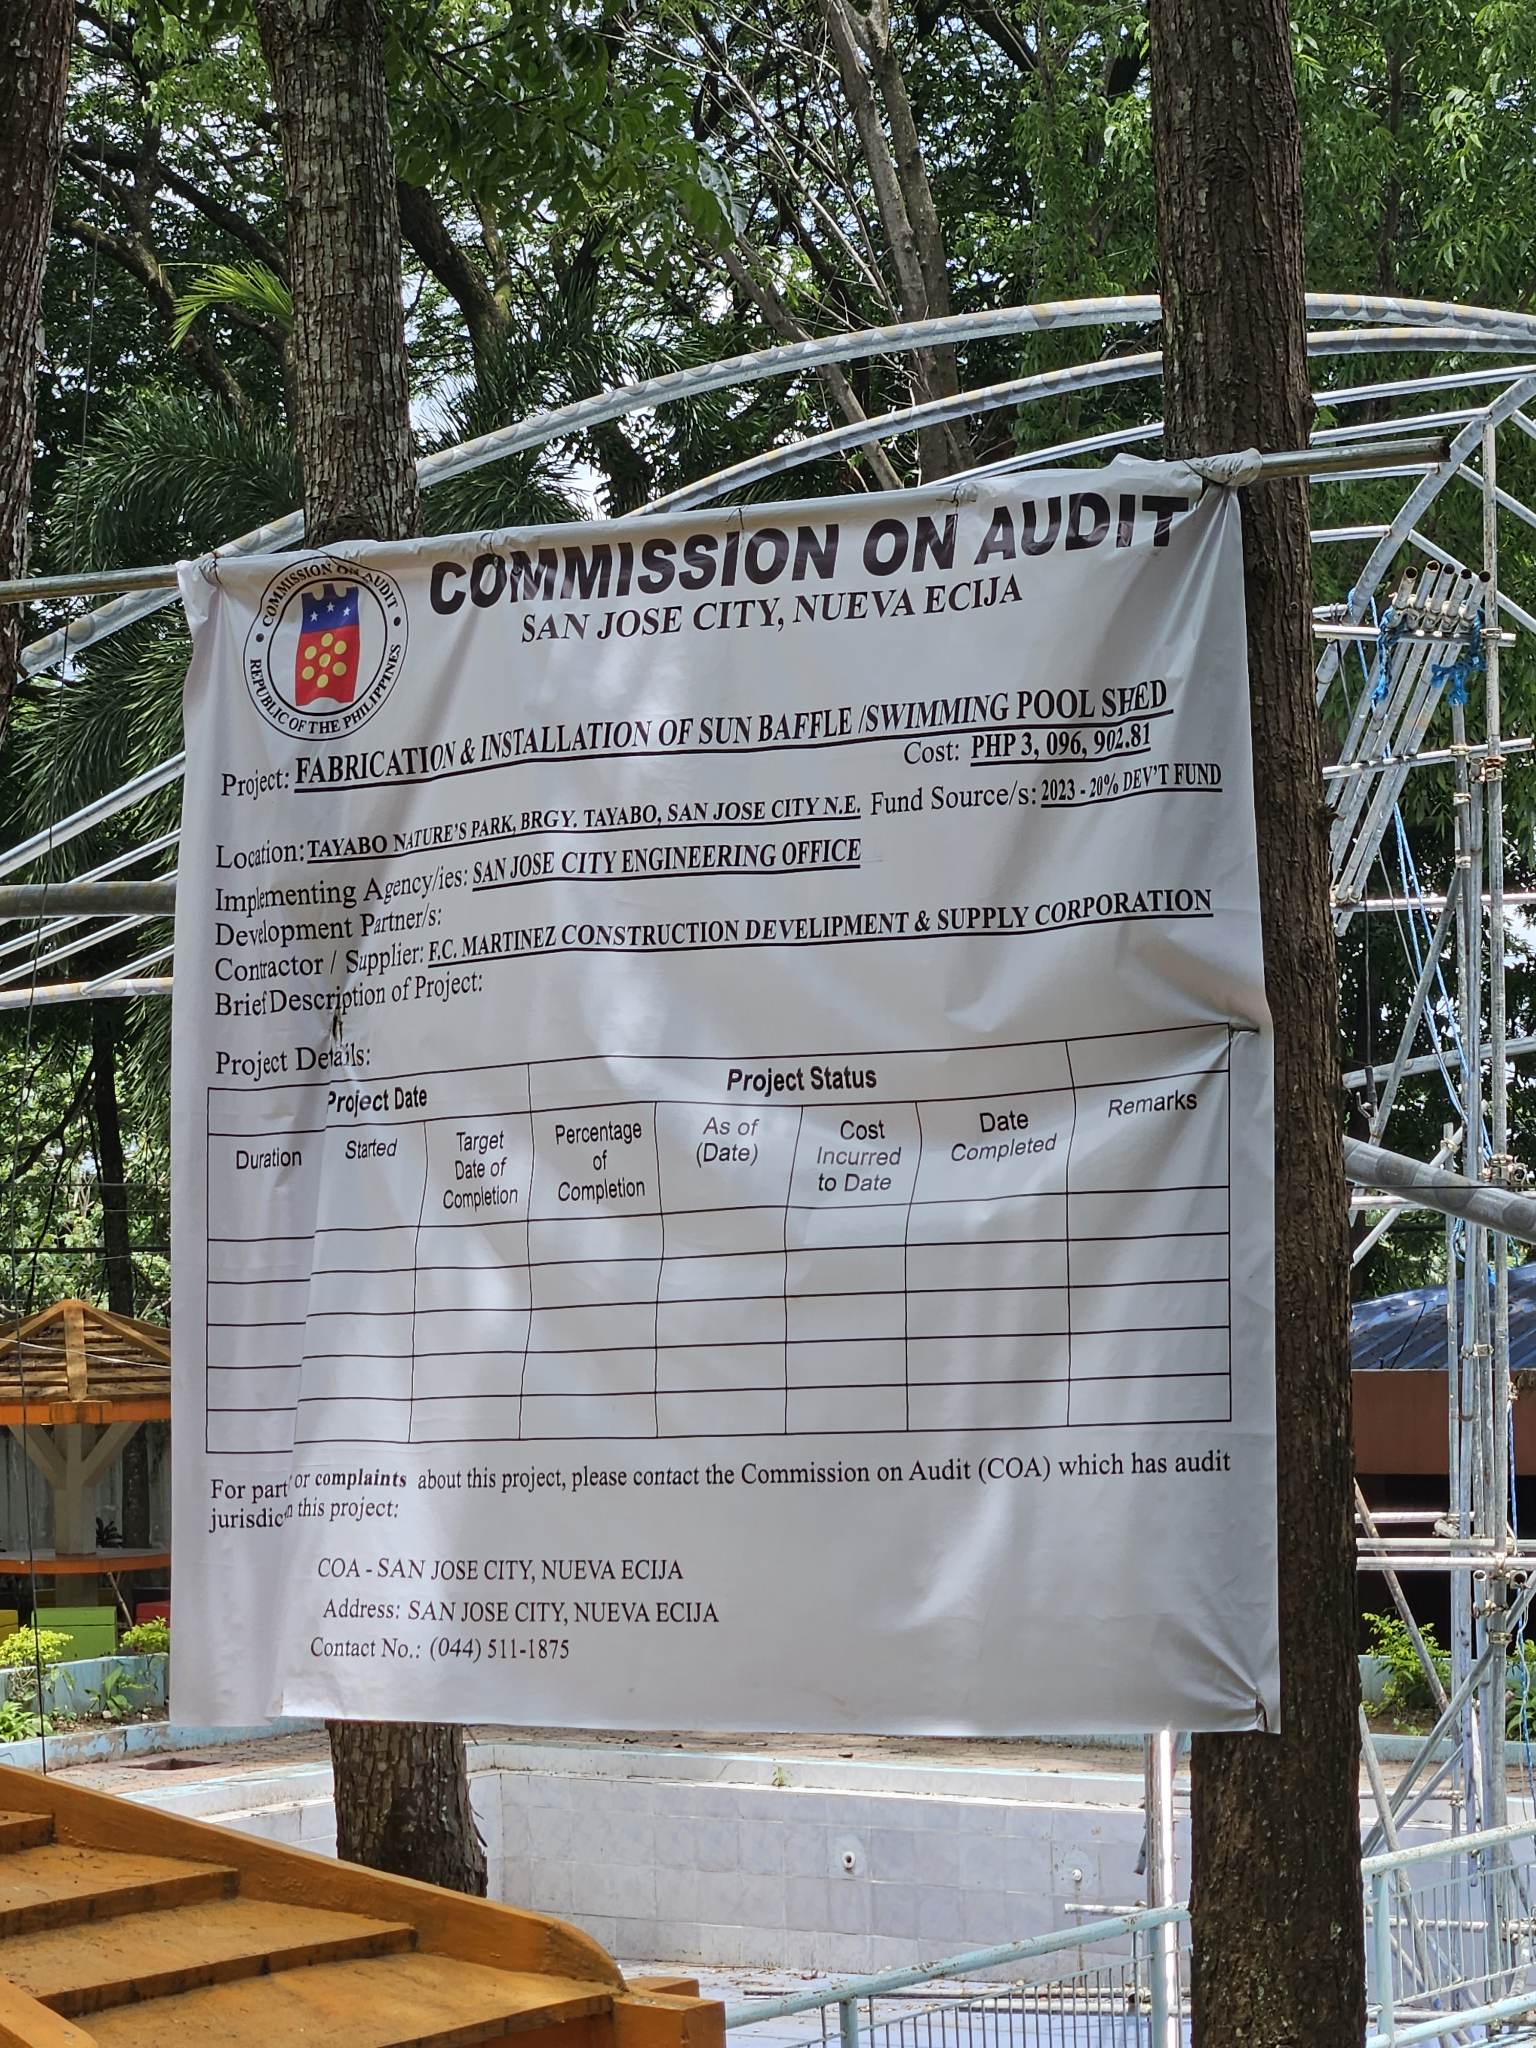 COMMISSION ON AUDIT
SAN JOSE CITY, NUEVA ECIJA
COMMISSION ON AUDIT
REPUBLIC OF THE PHILIPPINES
Project: FABRICATION & INSTALLATION OF SUN BAFFLE /SWIMMING POOL SHED
Cost: PHP 3, 096, 902.81
Location: TAYABO NATURE'S PARK, BRGY. TAYABO, SAN JOSE CITY N.E. Fund Source/s: 2023 - 20% DEV'T FUND
Implementing Agency/ies: SAN JOSE CITY ENGINEERING OFFICE
Development Partner/s:
Contractor / Supplier: F.C. MARTINEZ CONSTRUCTION DEVELIPMENT & SUPPLY CORPORATION
Brief Description of Project:
Project Details:
Project Date Project Status
Duration Started Target Date of Completion Percentage of Completion As of (Date) Cost Incurred to Date Date Completed Remarks
For part or complaints about this project, please contact the Commission on Audit (COA) which has audit
jurisdic this project:
COA - SAN JOSE CITY, NUEVA ECIJA
Address: SAN JOSE CITY, NUEVA ECIJA
Contact No.: (044) 511-1875